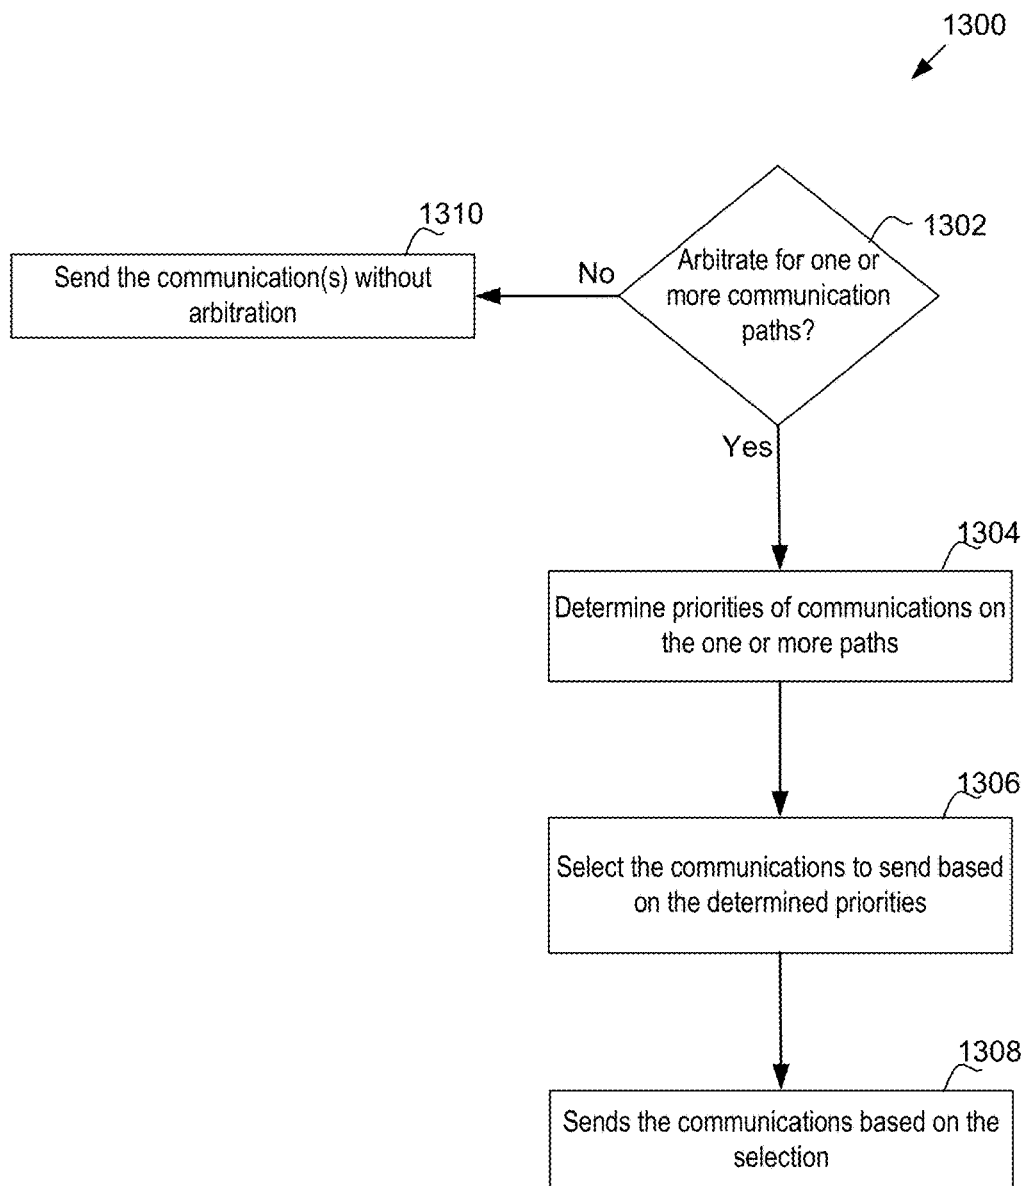 1300
1310
Send the communication(s) without
arbitration
No
1302
Arbitrate for one or
more communication
paths?
Yes
1304
Determine priorities of communications on
the one or more paths
1306
Select the communications to send based
on the determined priorities
1308
Sends the communications based on the
selection